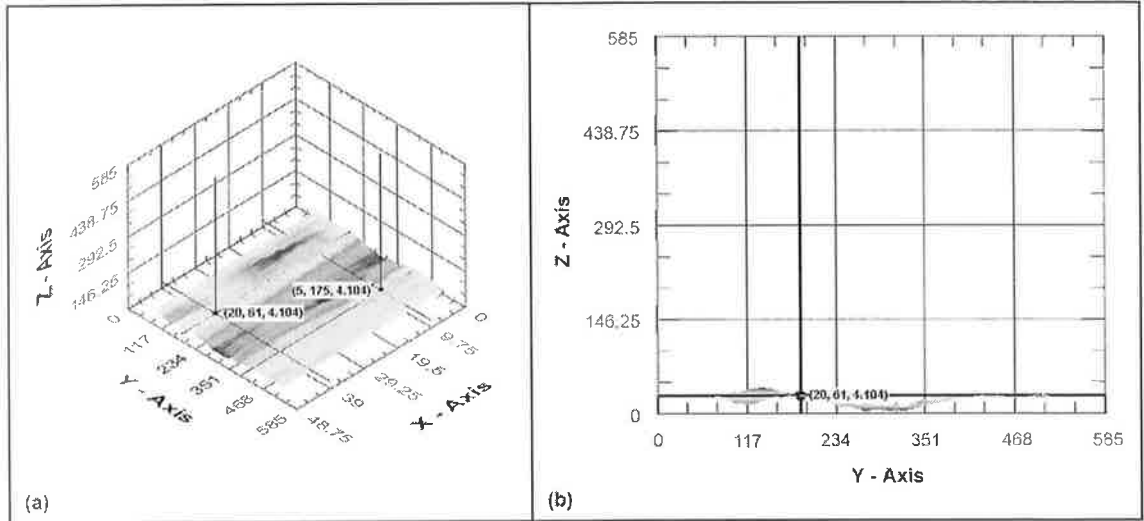 Z - Axis
585
438.75
292.5
146.25
0
117
234
351
468
585
Y - Axis
48.75
39
29.25
19.5
9.75
0
X - Axis
(5, 175, 4.104)
(20, 61, 4.104)
(a)
Z - Axis
585
438.75
292.5
146.25
0
(20, 61, 4.104)
0 117 234 351 468 585
Y - Axis
(b)